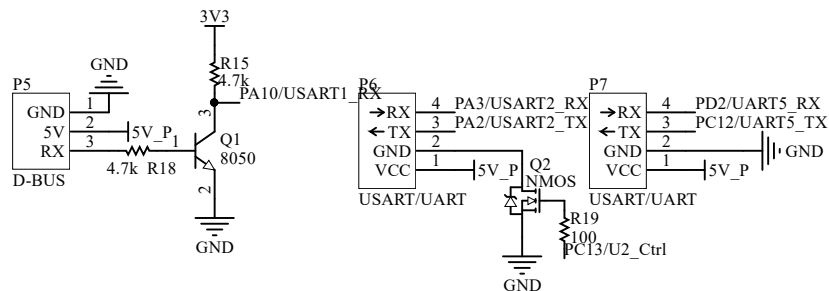 3V3
R15
4.7k
PA10/USART1_RX
P5
GND
GND 1
5V 2
5V_P
RX 3
D-BUS
4.7k R18
1
3
2
Q1
8050
GND
P6
RX 4 PA3/USART2_RX
TX 3 PA2/USART2_TX
GND 2
VCC 1 5V_P
USART/UART
Q2
NMOS
R19
100
PC13/U2_Ctrl
GND
P7
RX 4 PD2/UART5_RX
TX 3 PC12/UART5_TX
GND 2 GND
VCC 1 5V_P
USART/UART